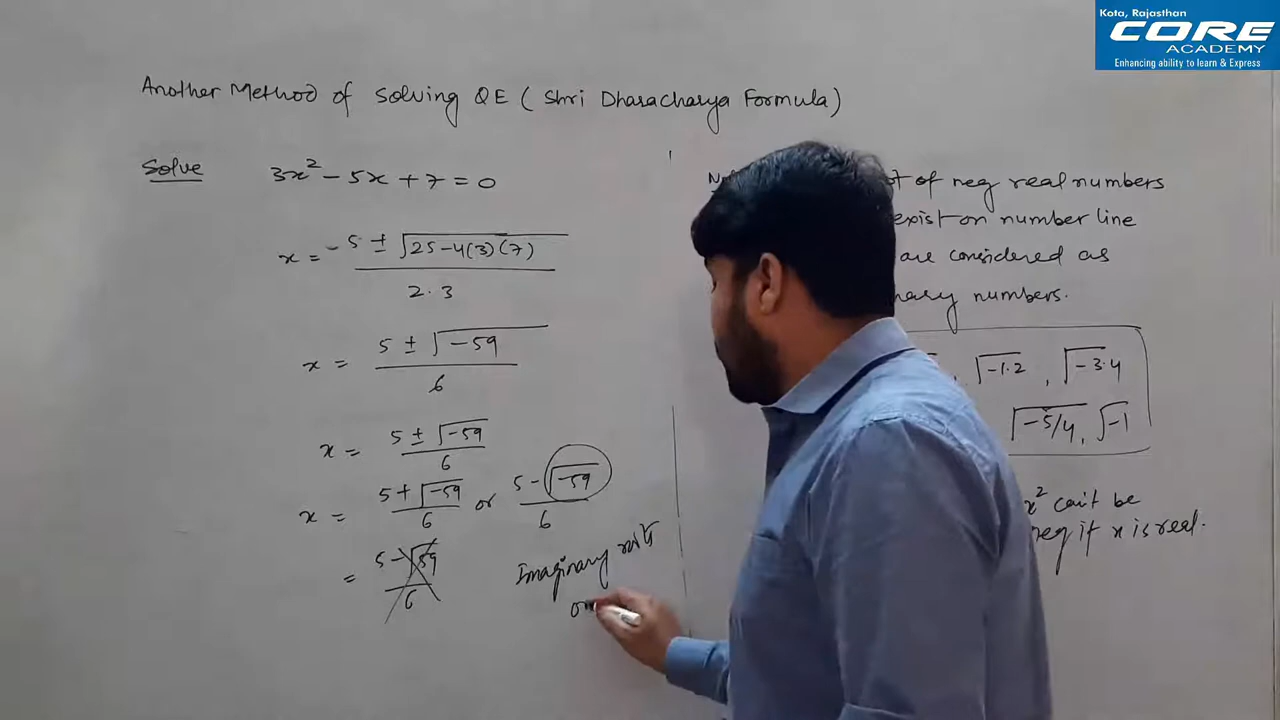 Kota, Rajasthan
CORE
ACADEMY
Enhancing ability to learn & Express
Another Method of Solving QE ( Shri Dharacharya Formula)
Solve 3x² - 5x + 7 = 0
x = -5 ± √25-4(3)(7) / 2·3
x = 5 ± √-59 / 6
x = 5 ± √-59 / 6
x = 5 + √-59 / 6 or 5 - √-59 / 6
= 5 - √59 / 6
Imaginary roots
of neg real numbers
exist on number line
are considered as
numbers.
√-1.2 , √-3.4
√-5/4, √-1
x² can't be
neg if x is real.